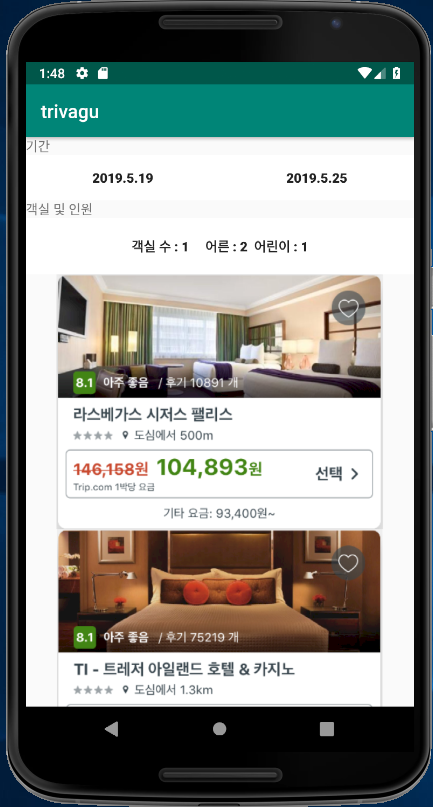 1:48
trivagu
기간
2019.5.19 2019.5.25
객실 및 인원
객실 수 : 1 어른 : 2 어린이 : 1
8.1 아주 좋음 / 후기 10891 개
라스베가스 시저스 팰리스
도심에서 500m
146,158원 104,893원 선택
Trip.com 1박당 요금
기타 요금: 93,400원~
8.1 아주 좋음 / 후기 75219 개
TI - 트레저 아일랜드 호텔 & 카지노
도심에서 1.3km